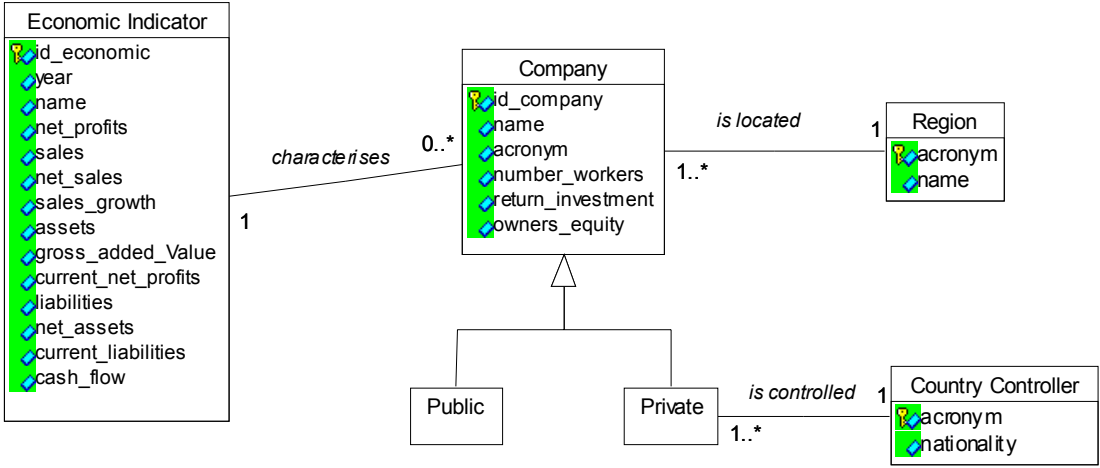 Economic Indicator
id_economic
year
name
net_profits
sales
net_sales
sales_growth
assets
gross_added_Value
current_net_profits
liabilities
net_assets
current_liabilities
cash_flow
characterises
0..*
1
Company
id_company
name
acronym
number_workers
return_investment
owners_equity
is located
1
1..*
Region
acronym
name
Public
Private
is controlled
1
1..*
Country Controller
acronym
nationality